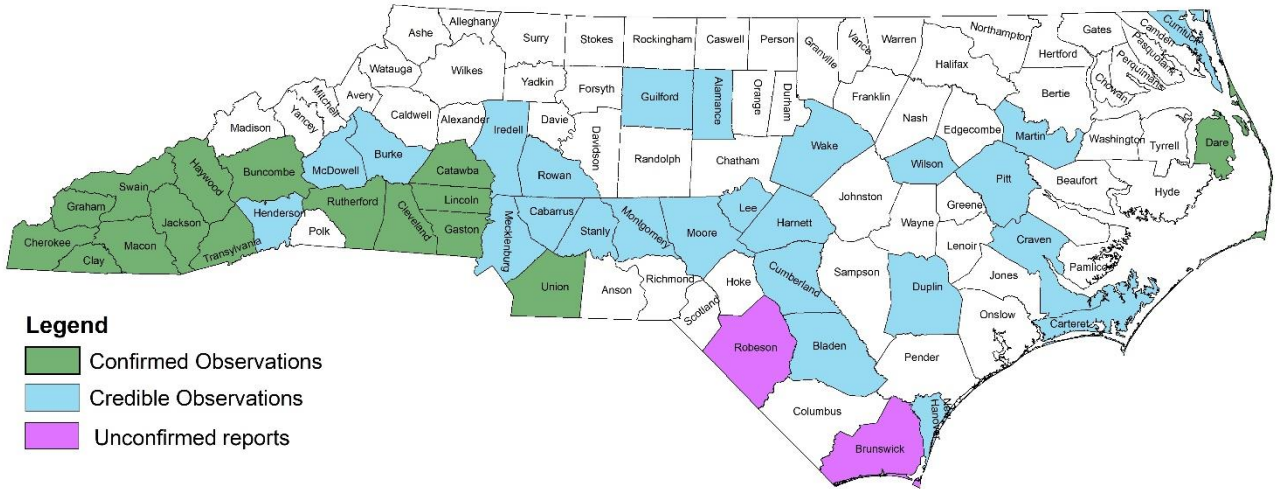 Ashe
Alleghany
Surry
Stokes
Rockingham
Caswell
Person
Granville
Vance
Warren
Northampton
Gates
Camden
Currituck
Pasquotank
Perquimans
Chowan
Hertford
Halifax
Watauga
Wilkes
Yadkin
Forsyth
Guilford
Alamance
Orange
Durham
Franklin
Bertie
Mitchell
Avery
Yancey
Madison
Caldwell
Alexander
Iredell
Davie
Davidson
Randolph
Chatham
Wake
Nash
Edgecombe
Martin
Washington
Tyrrell
Dare
Haywood
Buncombe
McDowell
Burke
Catawba
Rowan
Wilson
Pitt
Beaufort
Hyde
Swain
Graham
Jackson
Henderson
Rutherford
Cleveland
Lincoln
Gaston
Mecklenburg
Cabarrus
Stanly
Montgomery
Moore
Lee
Harnett
Johnston
Wayne
Greene
Lenoir
Craven
Pamlico
Cherokee
Clay
Macon
Transylvania
Polk
Union
Anson
Richmond
Scotland
Hoke
Cumberland
Sampson
Duplin
Jones
Onslow
Carteret
Robeson
Bladen
Pender
Columbus
Brunswick
New
Hanover
Legend
Confirmed Observations
Credible Observations
Unconfirmed reports